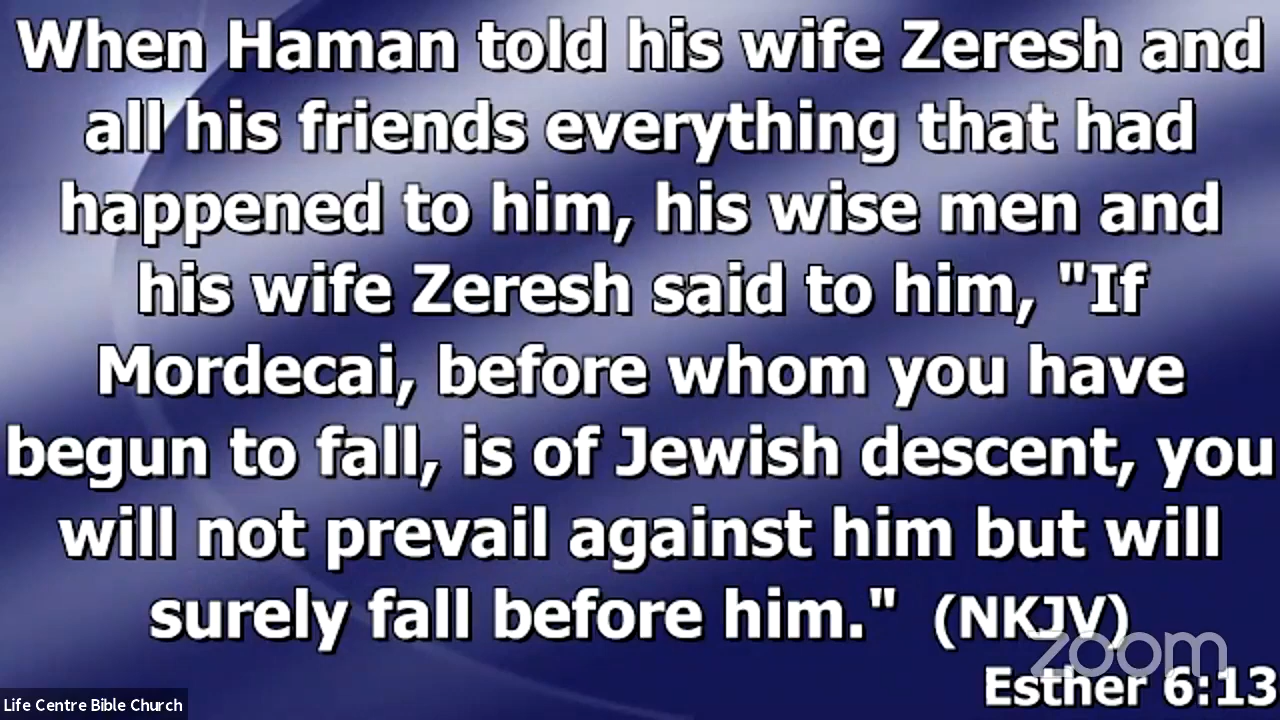 When Haman told his wife Zeresh and
all his friends everything that had
happened to him, his wise men and
his wife Zeresh said to him, "If
Mordecai, before whom you have
begun to fall, is of Jewish descent, you
will not prevail against him but will
surely fall before him." (NKJV)
zoom
Esther 6:13
Life Centre Bible Church